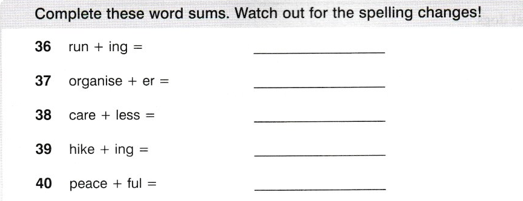 Complete these word sums. Watch out for the spelling changes!
36 run + ing =
37 organise + er =
38 care + less =
39 hike + ing =
40 peace + ful =